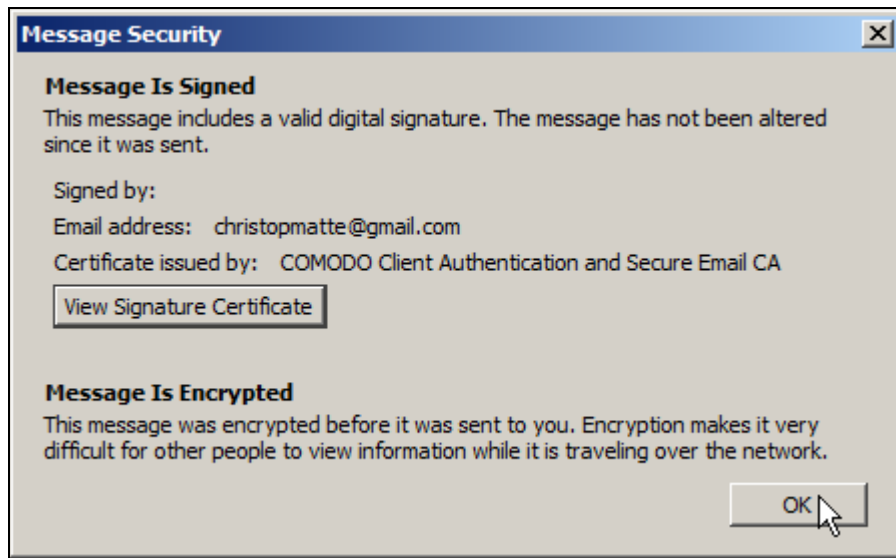 Message Security
Message Is Signed
This message includes a valid digital signature. The message has not been altered
since it was sent.
Signed by:
Email address: christopmatte@gmail.com
Certificate issued by: COMODO Client Authentication and Secure Email CA
View Signature Certificate
Message Is Encrypted
This message was encrypted before it was sent to you. Encryption makes it very
difficult for other people to view information while it is traveling over the network.
OK